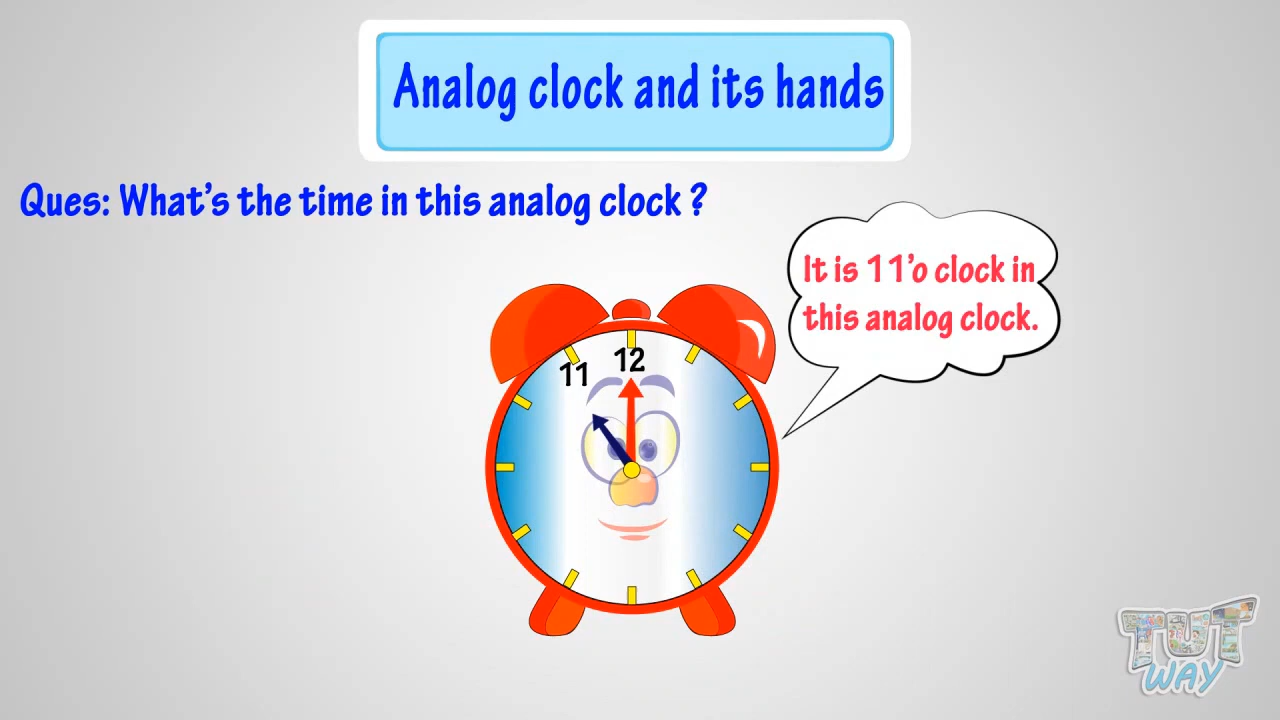 Analog clock and its hands
Ques: What's the time in this analog clock ?
It is 11'o clock in
this analog clock.
11 12
TUT
WAY